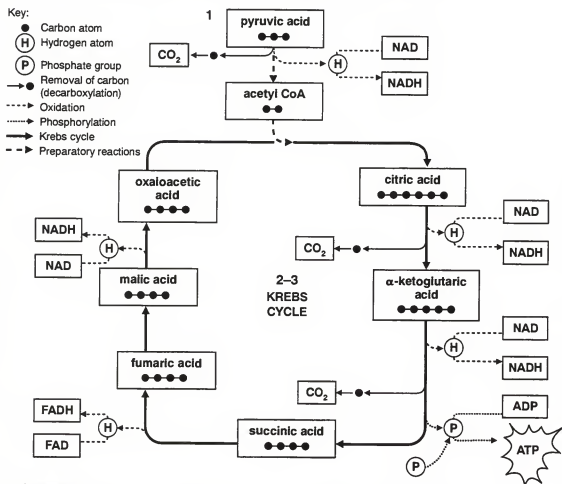 Key:
Carbon atom
H Hydrogen atom
P Phosphate group
Removal of carbon
(decarboxylation)
Oxidation
Phosphorylation
Krebs cycle
Preparatory reactions
1
pyruvic acid
CO2
H
NAD
NADH
acetyl CoA
oxaloacetic
acid
citric acid
NADH
H
NAD
NAD
H
NADH
CO2
malic acid
2–3
KREBS
CYCLE
α-ketoglutaric
acid
NAD
H
NADH
fumaric acid
CO2
FADH
H
FAD
succinic acid
ADP
P
ATP
P